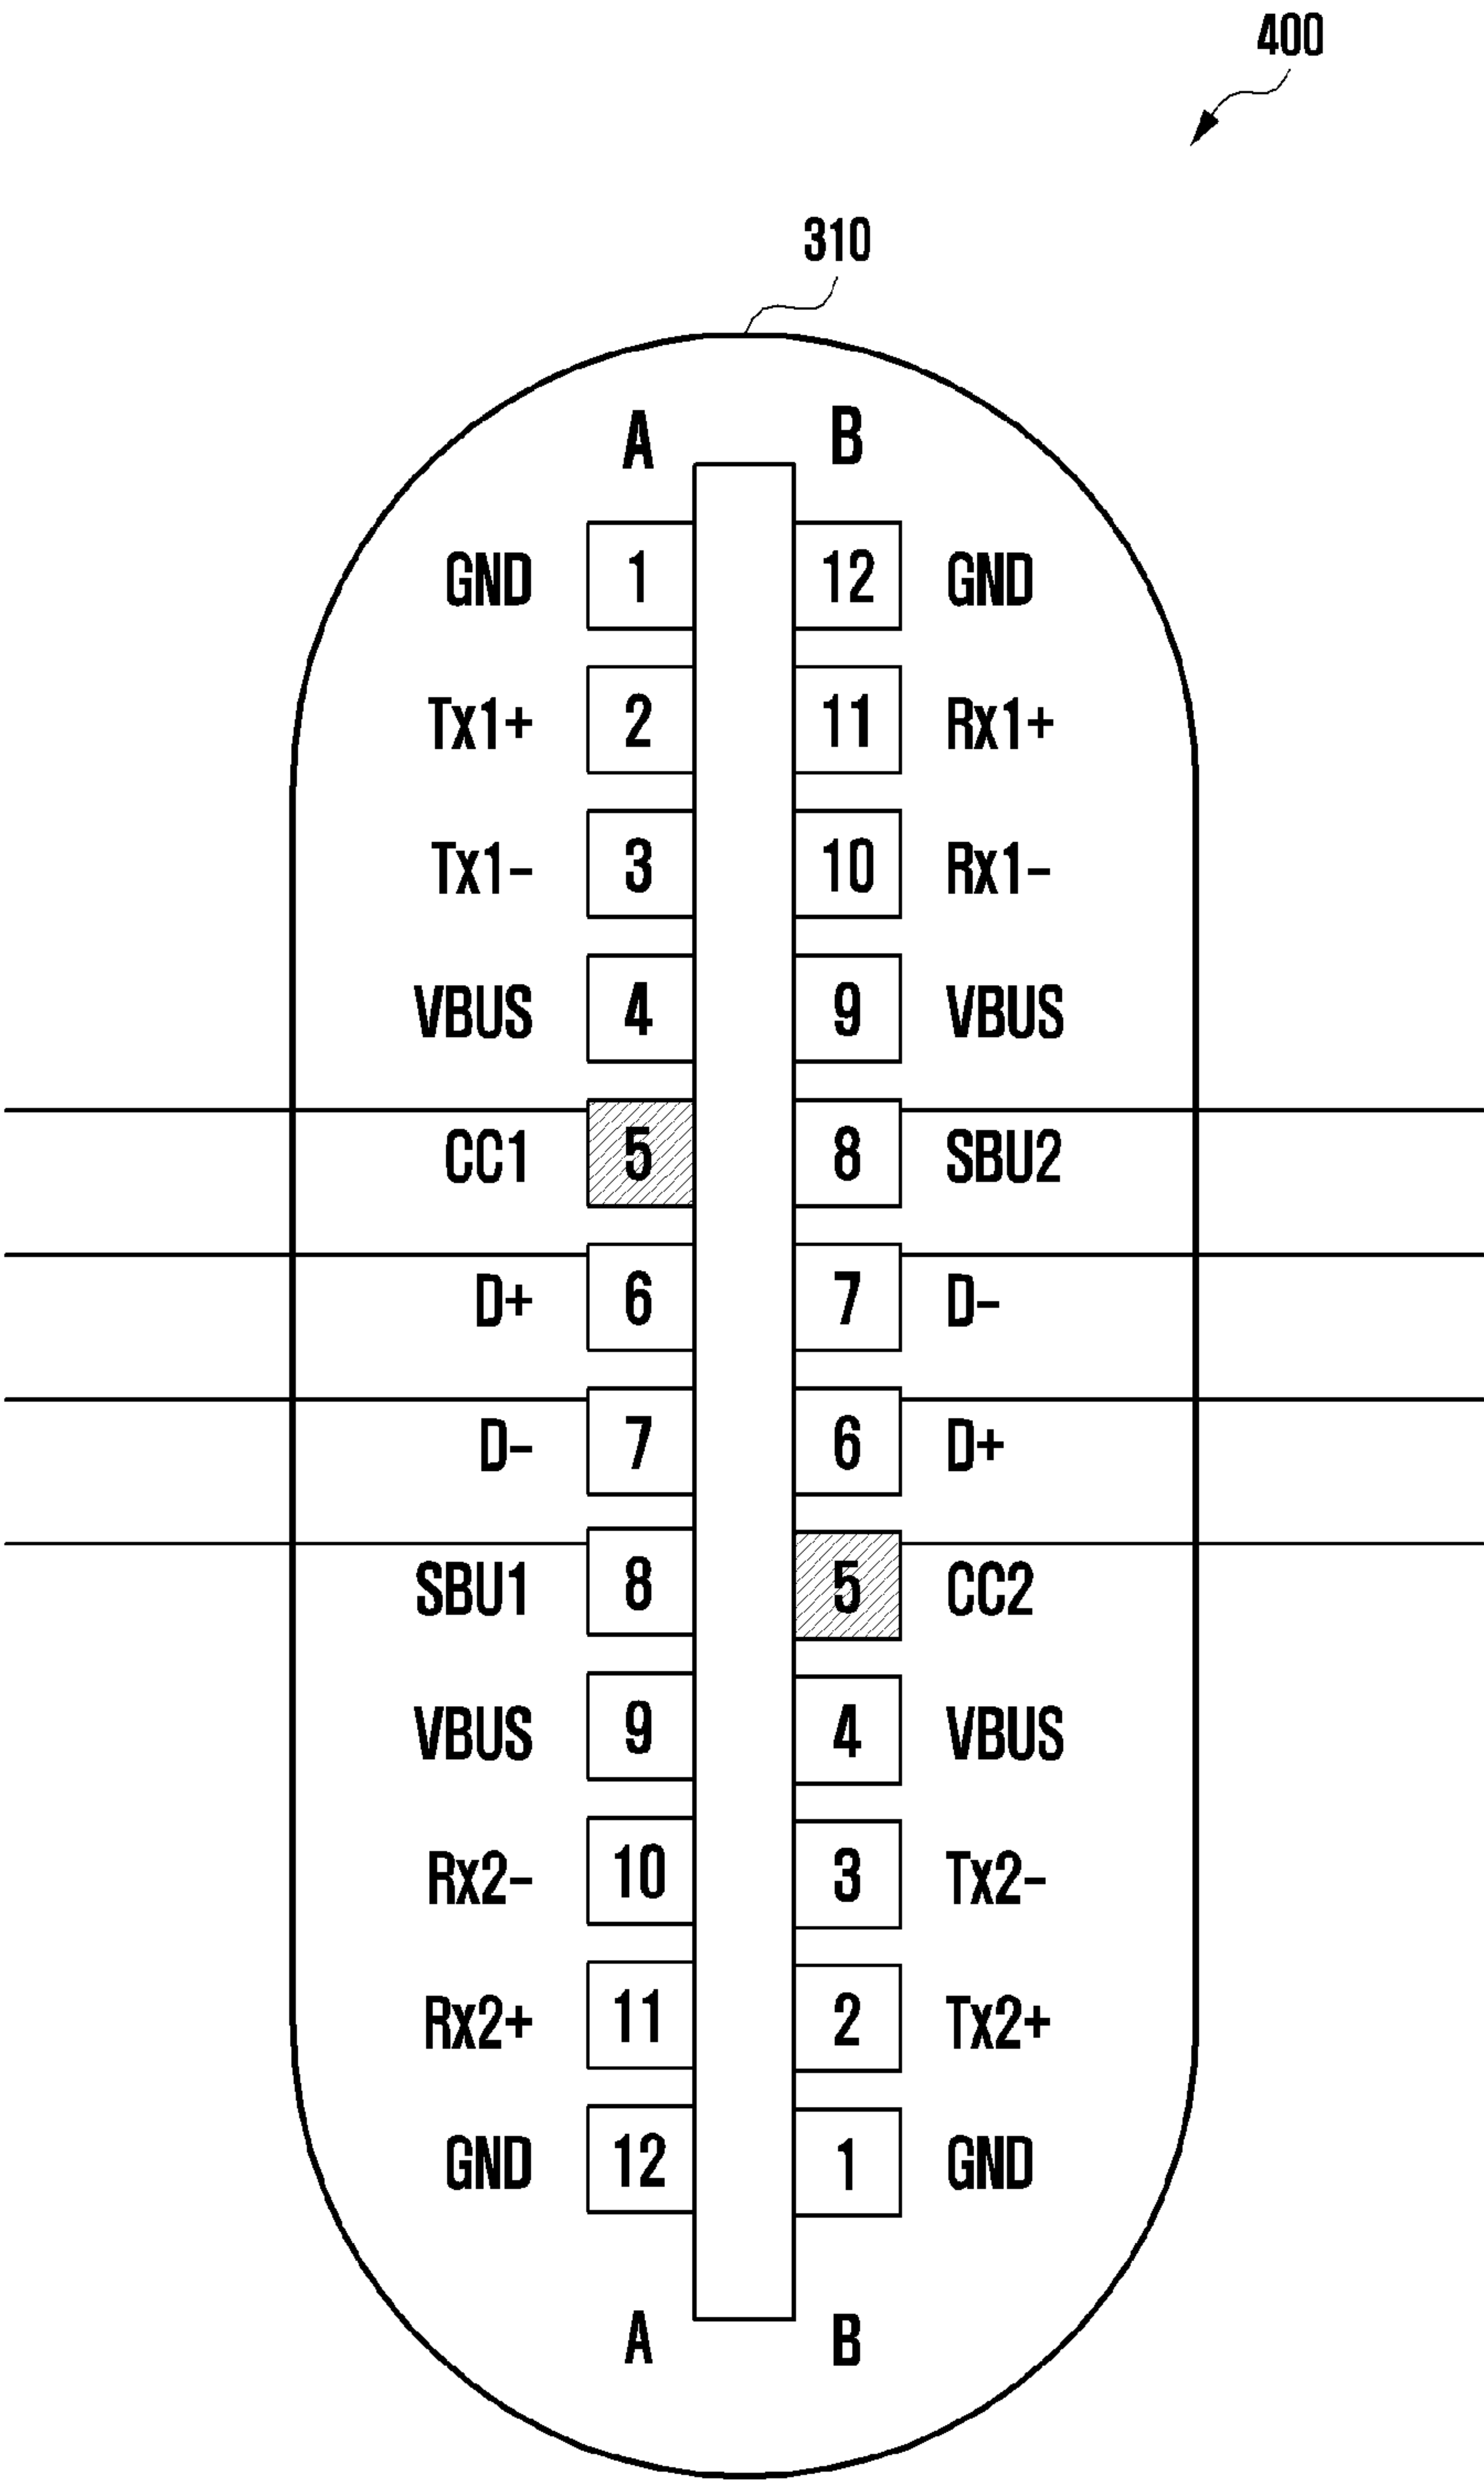 400
310
A B
GND 1 12 GND
Tx1+ 2 11 Rx1+
Tx1- 3 10 Rx1-
VBUS 4 9 VBUS
CC1 5 8 SBU2
D+ 6 7 D-
D- 7 6 D+
SBU1 8 5 CC2
VBUS 9 4 VBUS
Rx2- 10 3 Tx2-
Rx2+ 11 2 Tx2+
GND 12 1 GND
A B